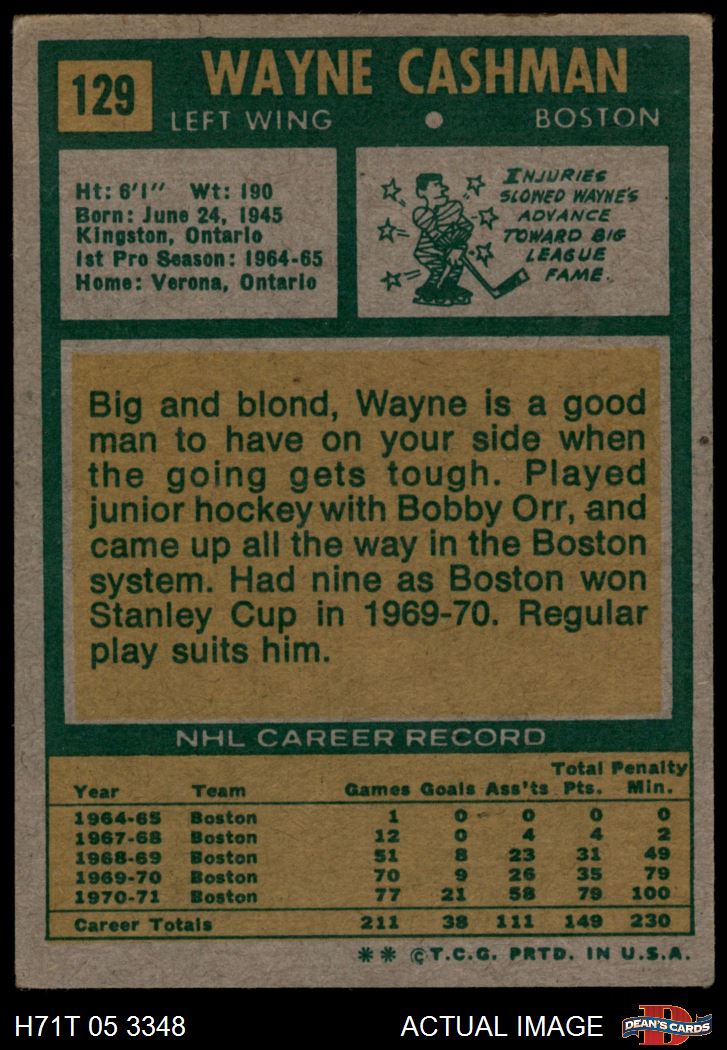 129
WAYNE CASHMAN
LEFT WING • BOSTON
Ht: 6'1" Wt: 190
Born: June 24, 1945
Kingston, Ontario
1st Pro Season: 1964-65
Home: Verona, Ontario
INJURIES
SLOWED WAYNE'S
ADVANCE
TOWARD BIG
LEAGUE
FAME.
Big and blond, Wayne is a good
man to have on your side when
the going gets tough. Played
junior hockey with Bobby Orr, and
came up all the way in the Boston
system. Had nine as Boston won
Stanley Cup in 1969-70. Regular
play suits him.
NHL CAREER RECORD
Total Penalty
Year Team Games Goals Ass'ts Pts. Min.
1964-65 Boston 1 0 0 0 0
1967-68 Boston 12 0 4 4 2
1968-69 Boston 51 8 23 31 49
1969-70 Boston 70 9 26 35 79
1970-71 Boston 77 21 58 79 100
Career Totals 211 38 111 149 230
** © T.C.G. PRTD. IN U.S.A.
H71T 05 3348
ACTUAL IMAGE
D
DEAN'S CARDS